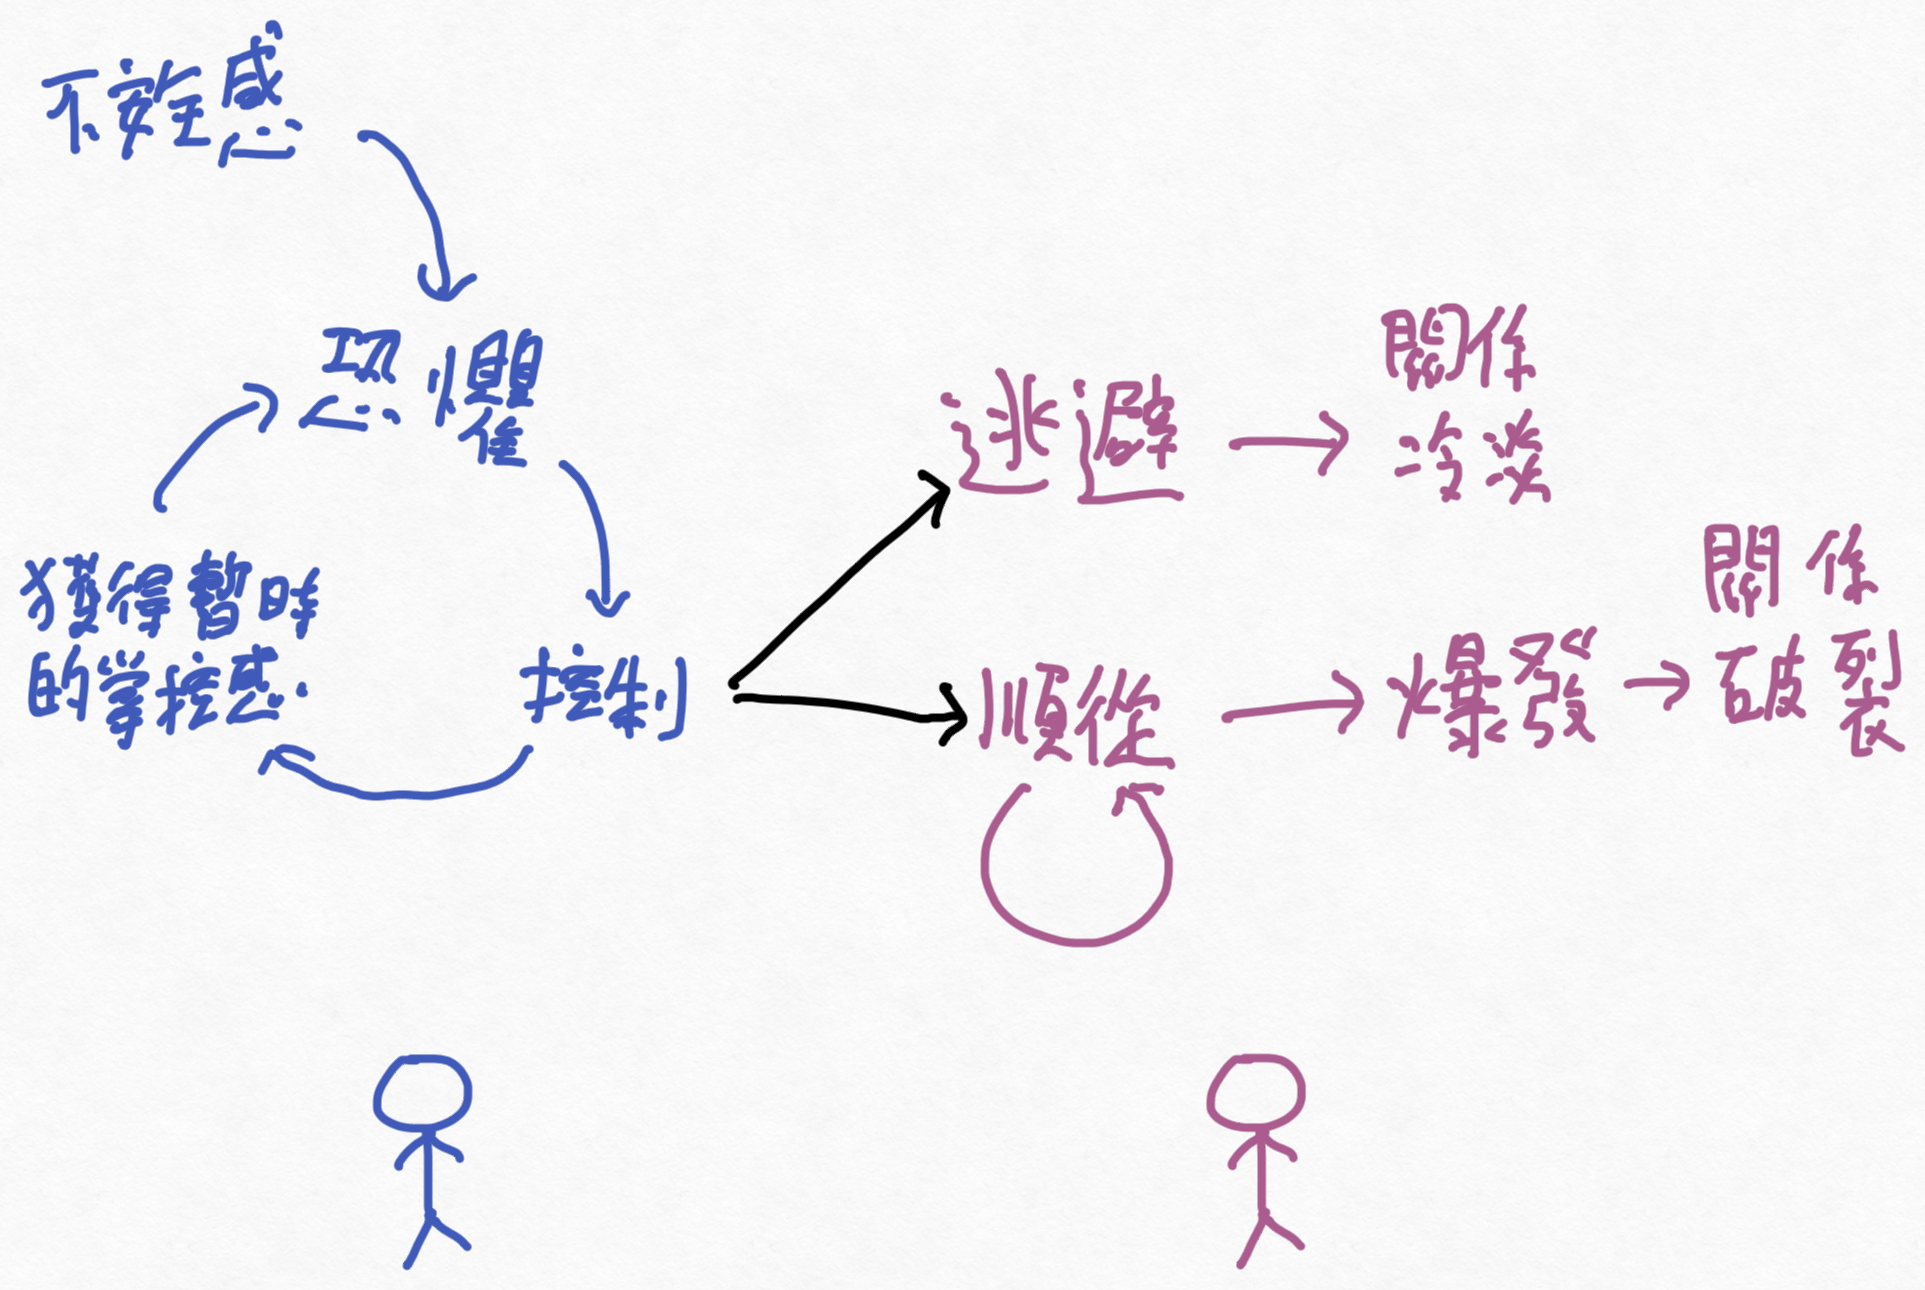 不安全感
恐懼
獲得暫時
的掌控感
控制
逃避
關係
冷淡
順從
爆發
關係
破裂